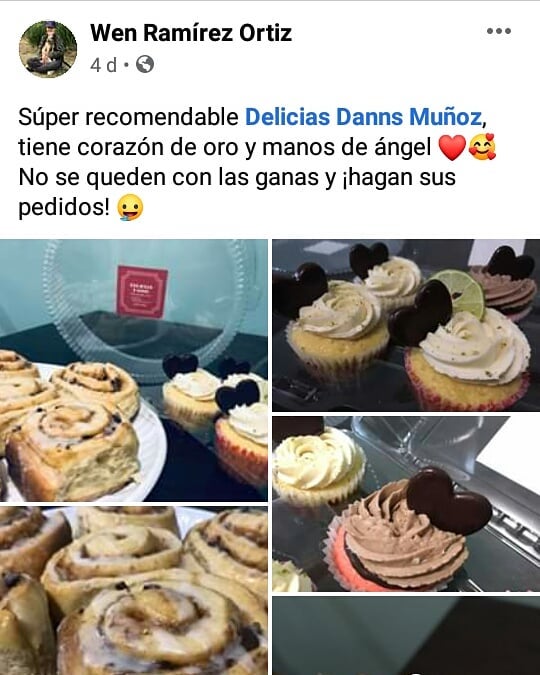 Wen Ramírez Ortiz
4 d
Súper recomendable Delicias Danns Muñoz,
tiene corazón de oro y manos de ángel ❤️🥰
No se queden con las ganas y ¡hagan sus
pedidos! 🤪